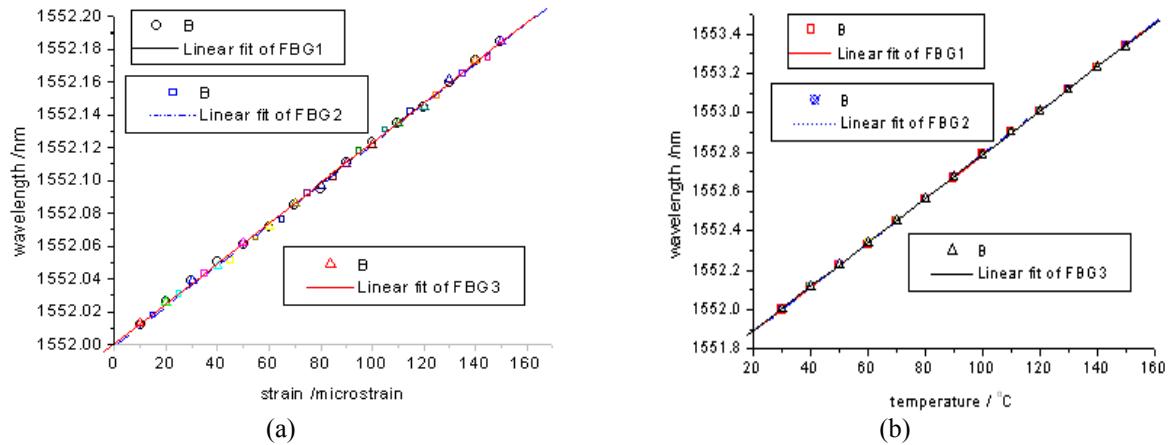 B
Linear fit of FBG1
B
Linear fit of FBG2
B
Linear fit of FBG3
1552.20
1552.18
1552.16
1552.14
1552.12
1552.10
1552.08
1552.06
1552.04
1552.02
1552.00
wavelength /nm
0 20 40 60 80 100 120 140 160
strain /microstrain
(a)
B
Linear fit of FBG1
B
Linear fit of FBG2
B
Linear fit of FBG3
1553.4
1553.2
1553.0
1552.8
1552.6
1552.4
1552.2
1552.0
1551.8
wavelength /nm
20 40 60 80 100 120 140 160
temperature / °C
(b)